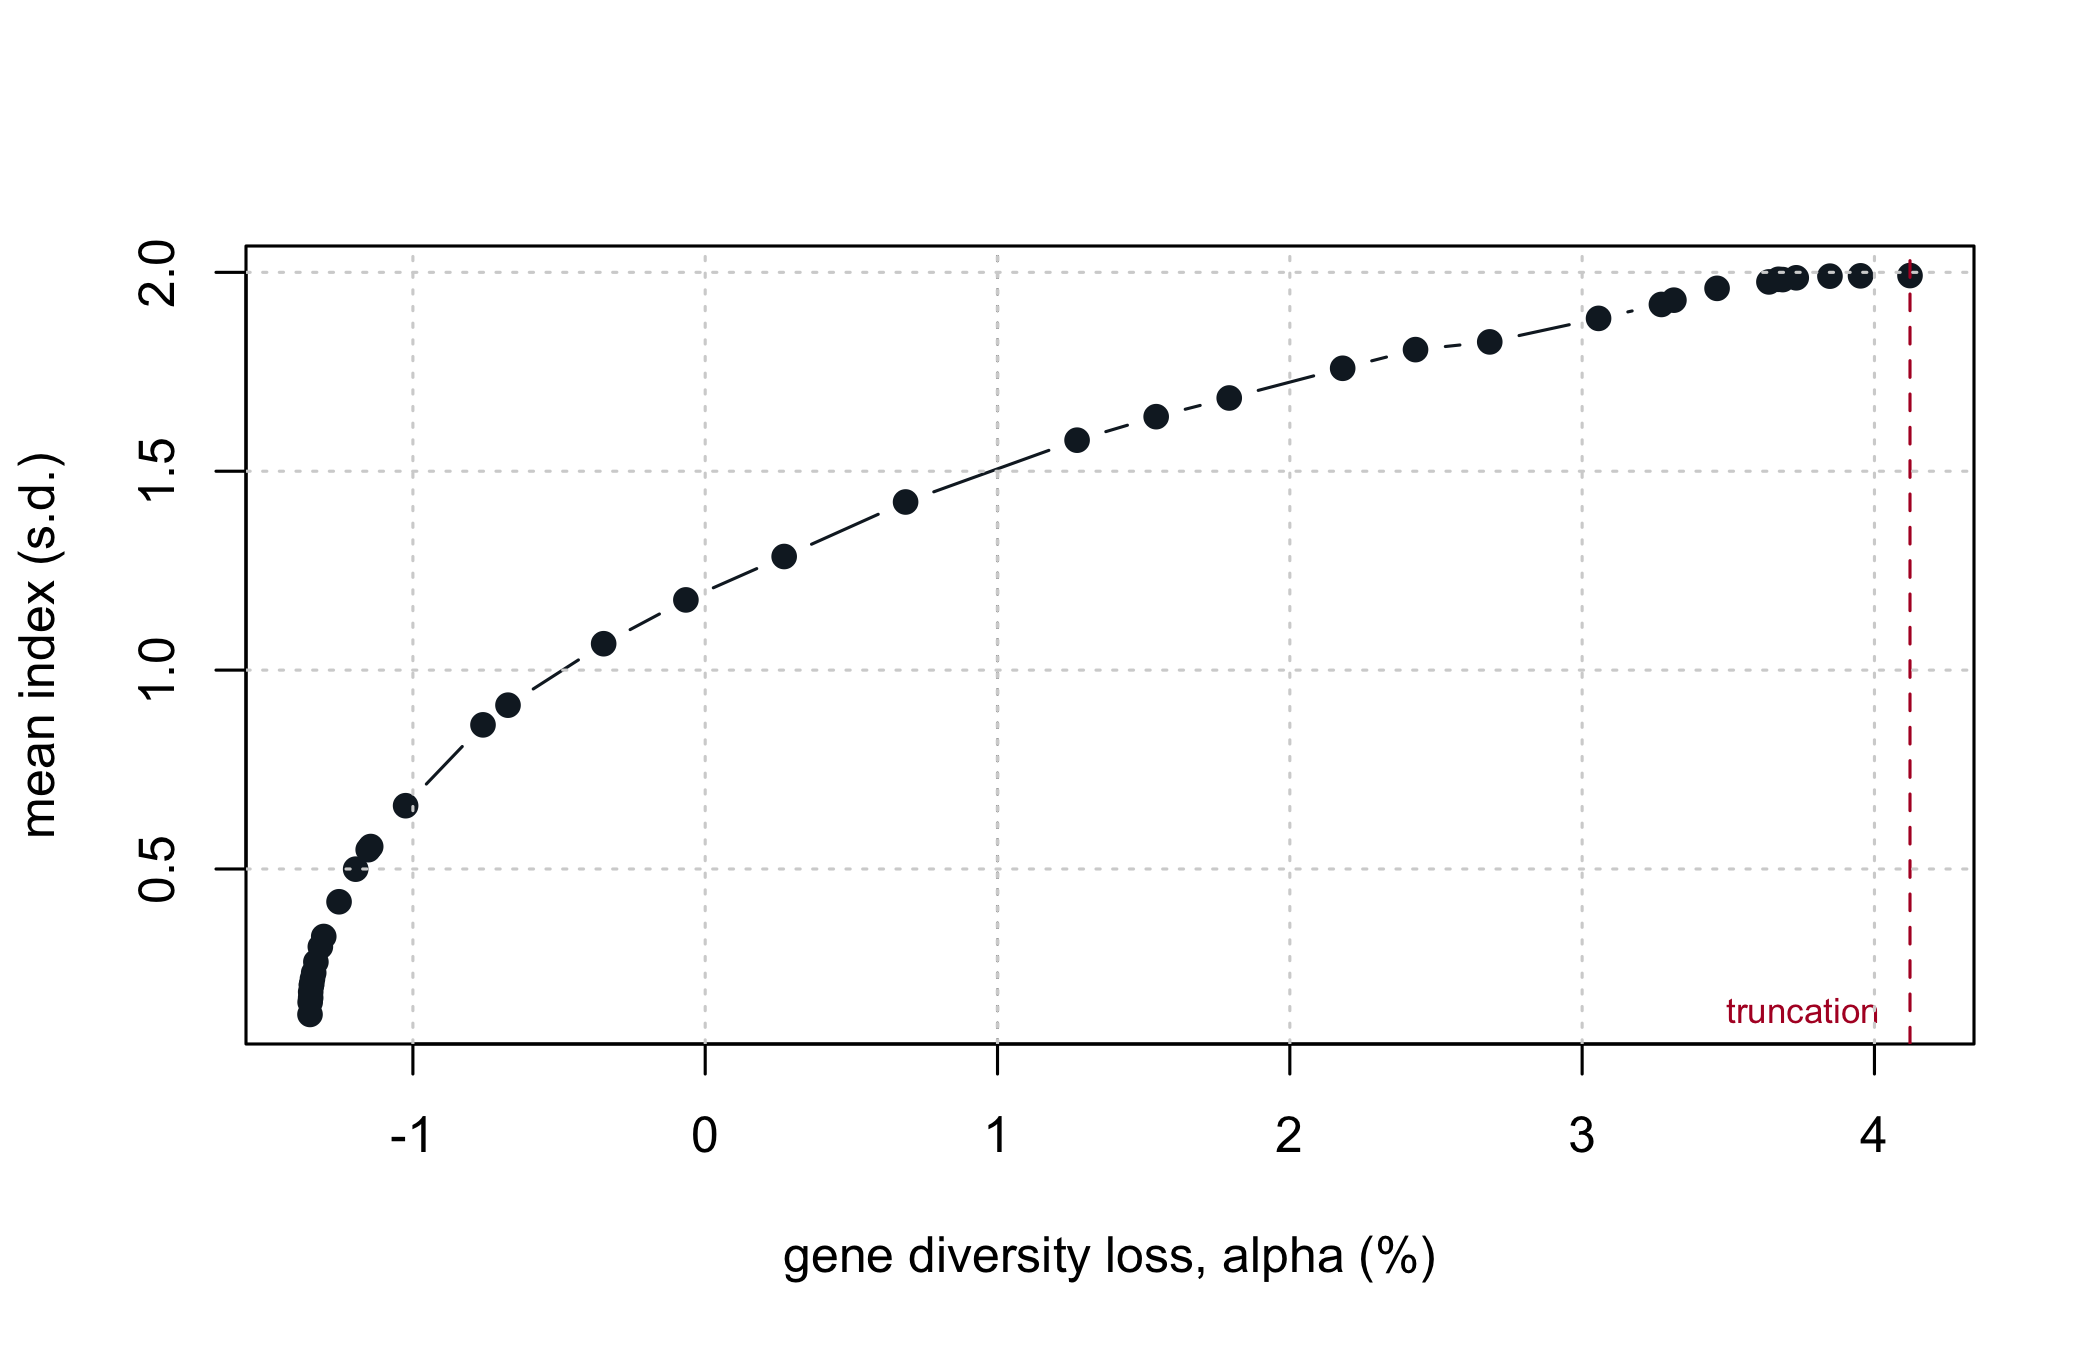 2.0
1.5
1.0
0.5
mean index (s.d.)
truncation
-1 0 1 2 3 4
gene diversity loss, alpha (%)